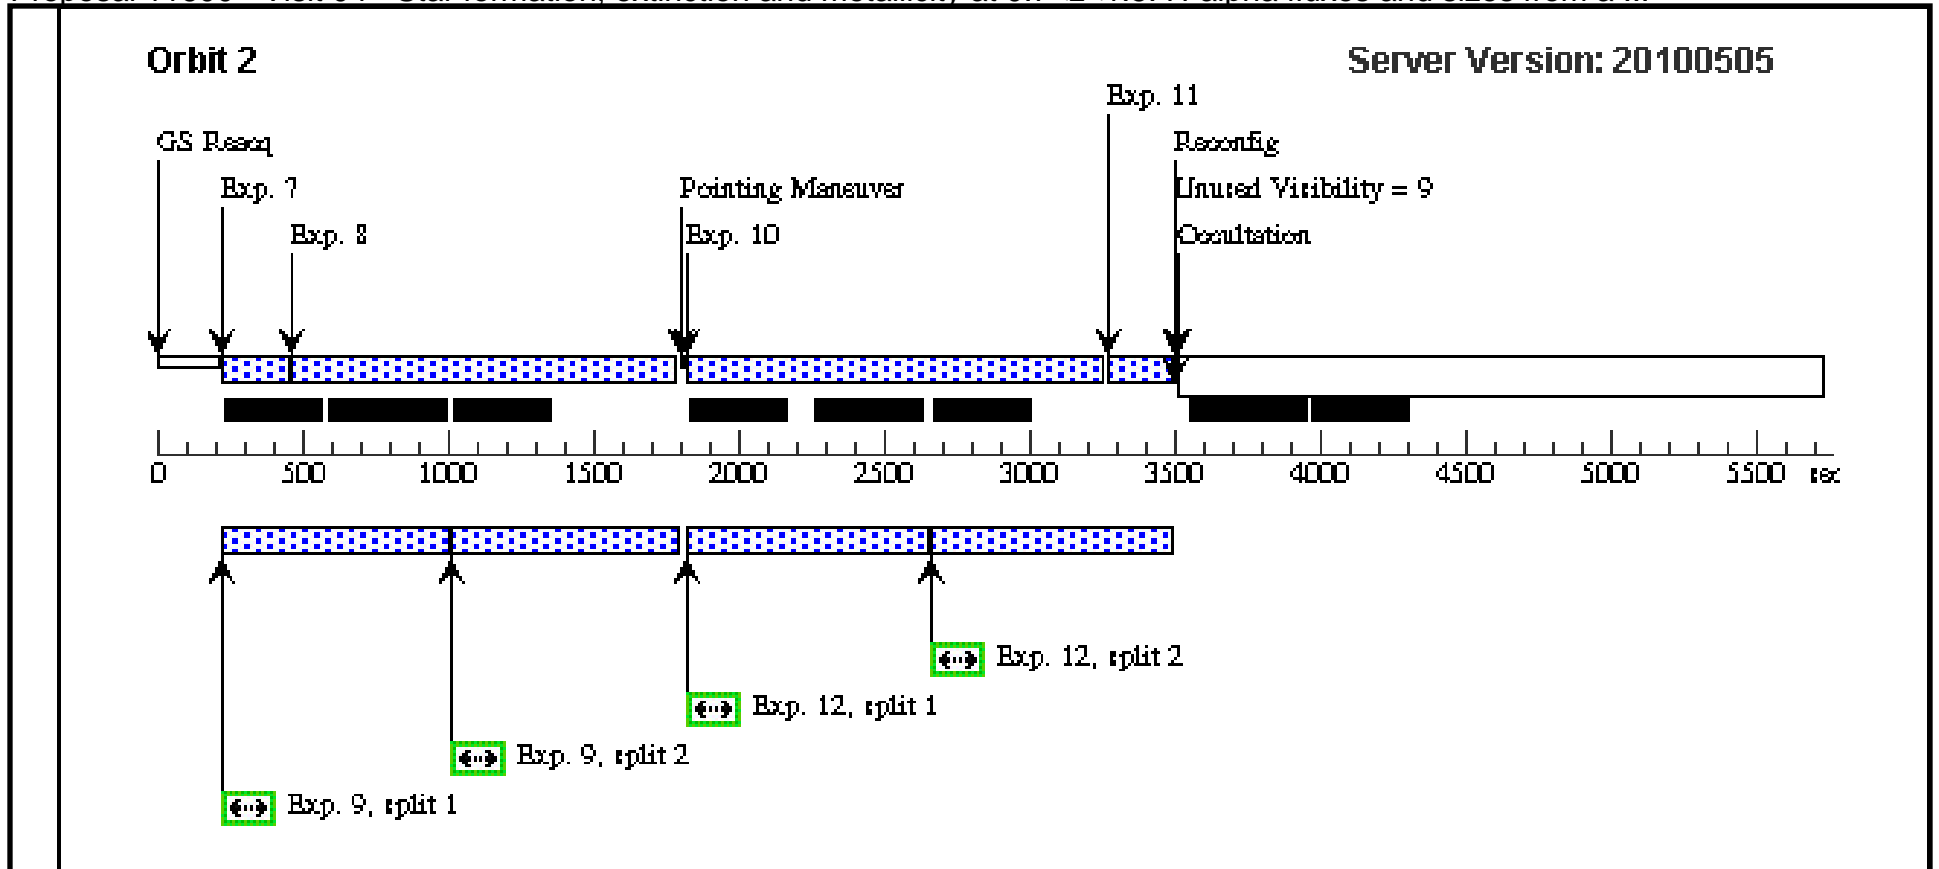 Orbit 2
Server Version: 20100505
Exp. 11
GS Reacq
Reconfig
Exp. 7
Pointing Maneuver
Unused Visibility = 9
Exp. 8
Exp. 10
Occultation
0 500 1000 1500 2000 2500 3000 3500 4000 4500 5000 5500 sec
Exp. 12, split 2
Exp. 12, split 1
Exp. 9, split 2
Exp. 9, split 1